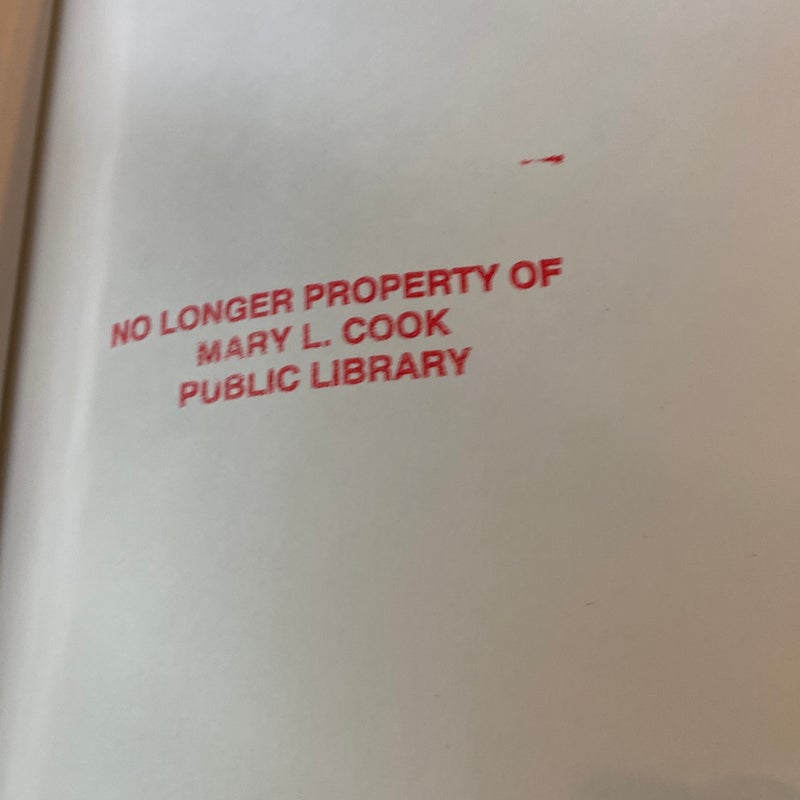 NO LONGER PROPERTY OF
MARY L. COOK
PUBLIC LIBRARY